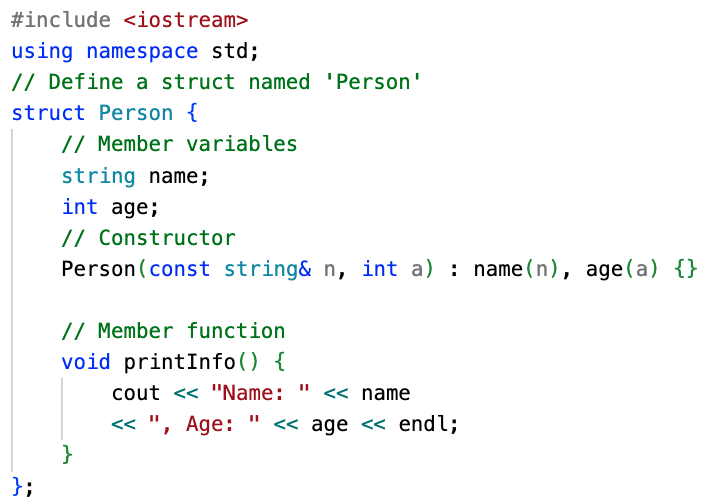 #include <iostream>
using namespace std;
// Define a struct named 'Person'
struct Person {
    // Member variables
    string name;
    int age;
    // Constructor
    Person(const string& n, int a) : name(n), age(a) {}

    // Member function
    void printInfo() {
        cout << "Name: " << name
        << ", Age: " << age << endl;
    }
};